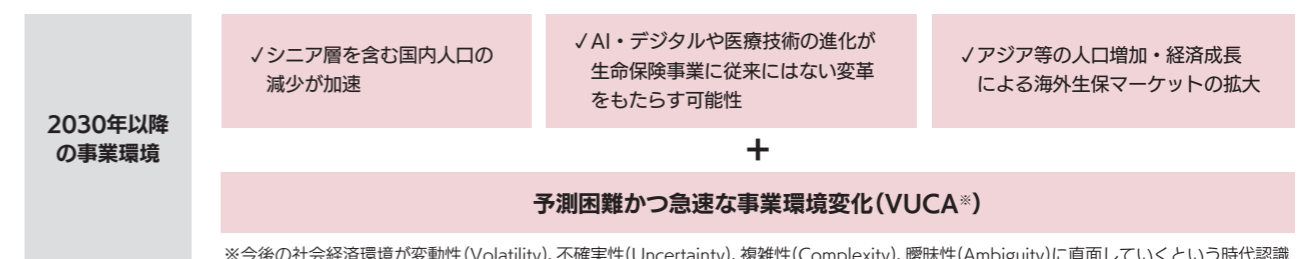 2030年以降
の事業環境
✓シニア層を含む国内人口の
減少が加速
✓AI・デジタルや医療技術の進化が
生命保険事業に従来にはない変革
をもたらす可能性
✓アジア等の人口増加・経済成長
による海外生保マーケットの拡大
+
予測困難かつ急速な事業環境変化(VUCA※)
※今後の社会経済環境が変動性(Volatility)、不確実性(Uncertainty)、複雑性(Complexity)、曖昧性(Ambiguity)に直面していくという時代認識